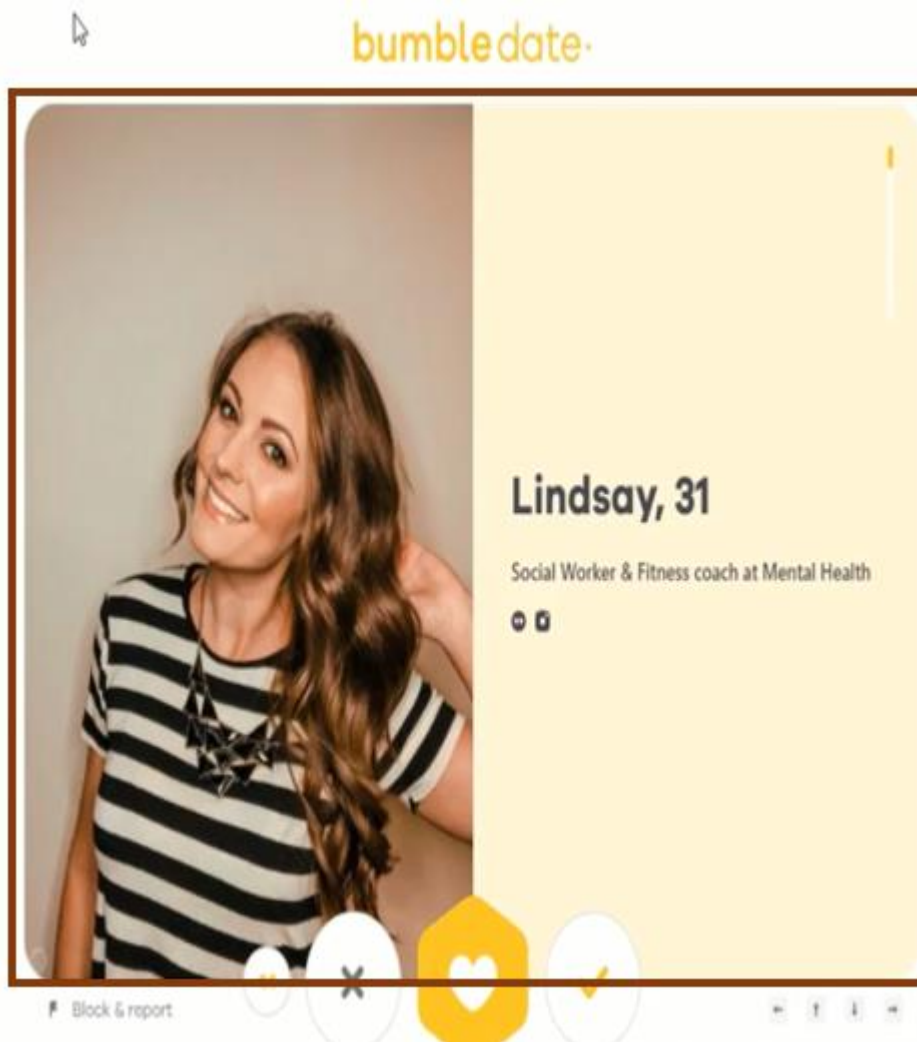 bumble date
Lindsay, 31
Social Worker & Fitness coach at Mental Health
Block & report